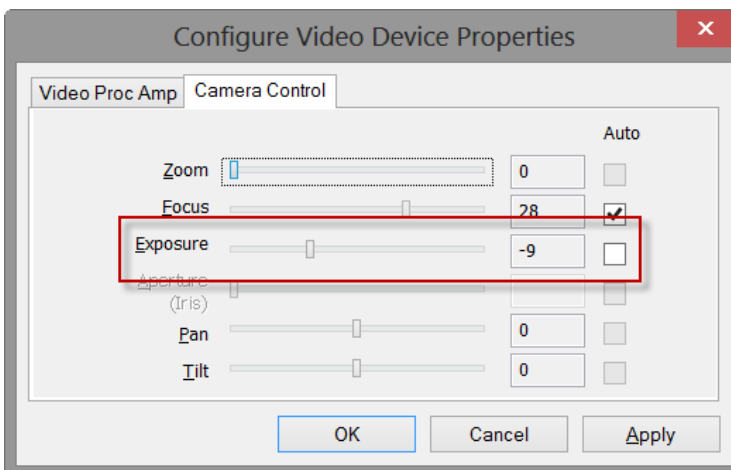 Configure Video Device Properties
x
Video Proc Amp Camera Control
Auto
Zoom 0
Focus 28
Exposure -9
Aperture
(Iris)
Pan 0
Tilt 0
OK Cancel Apply